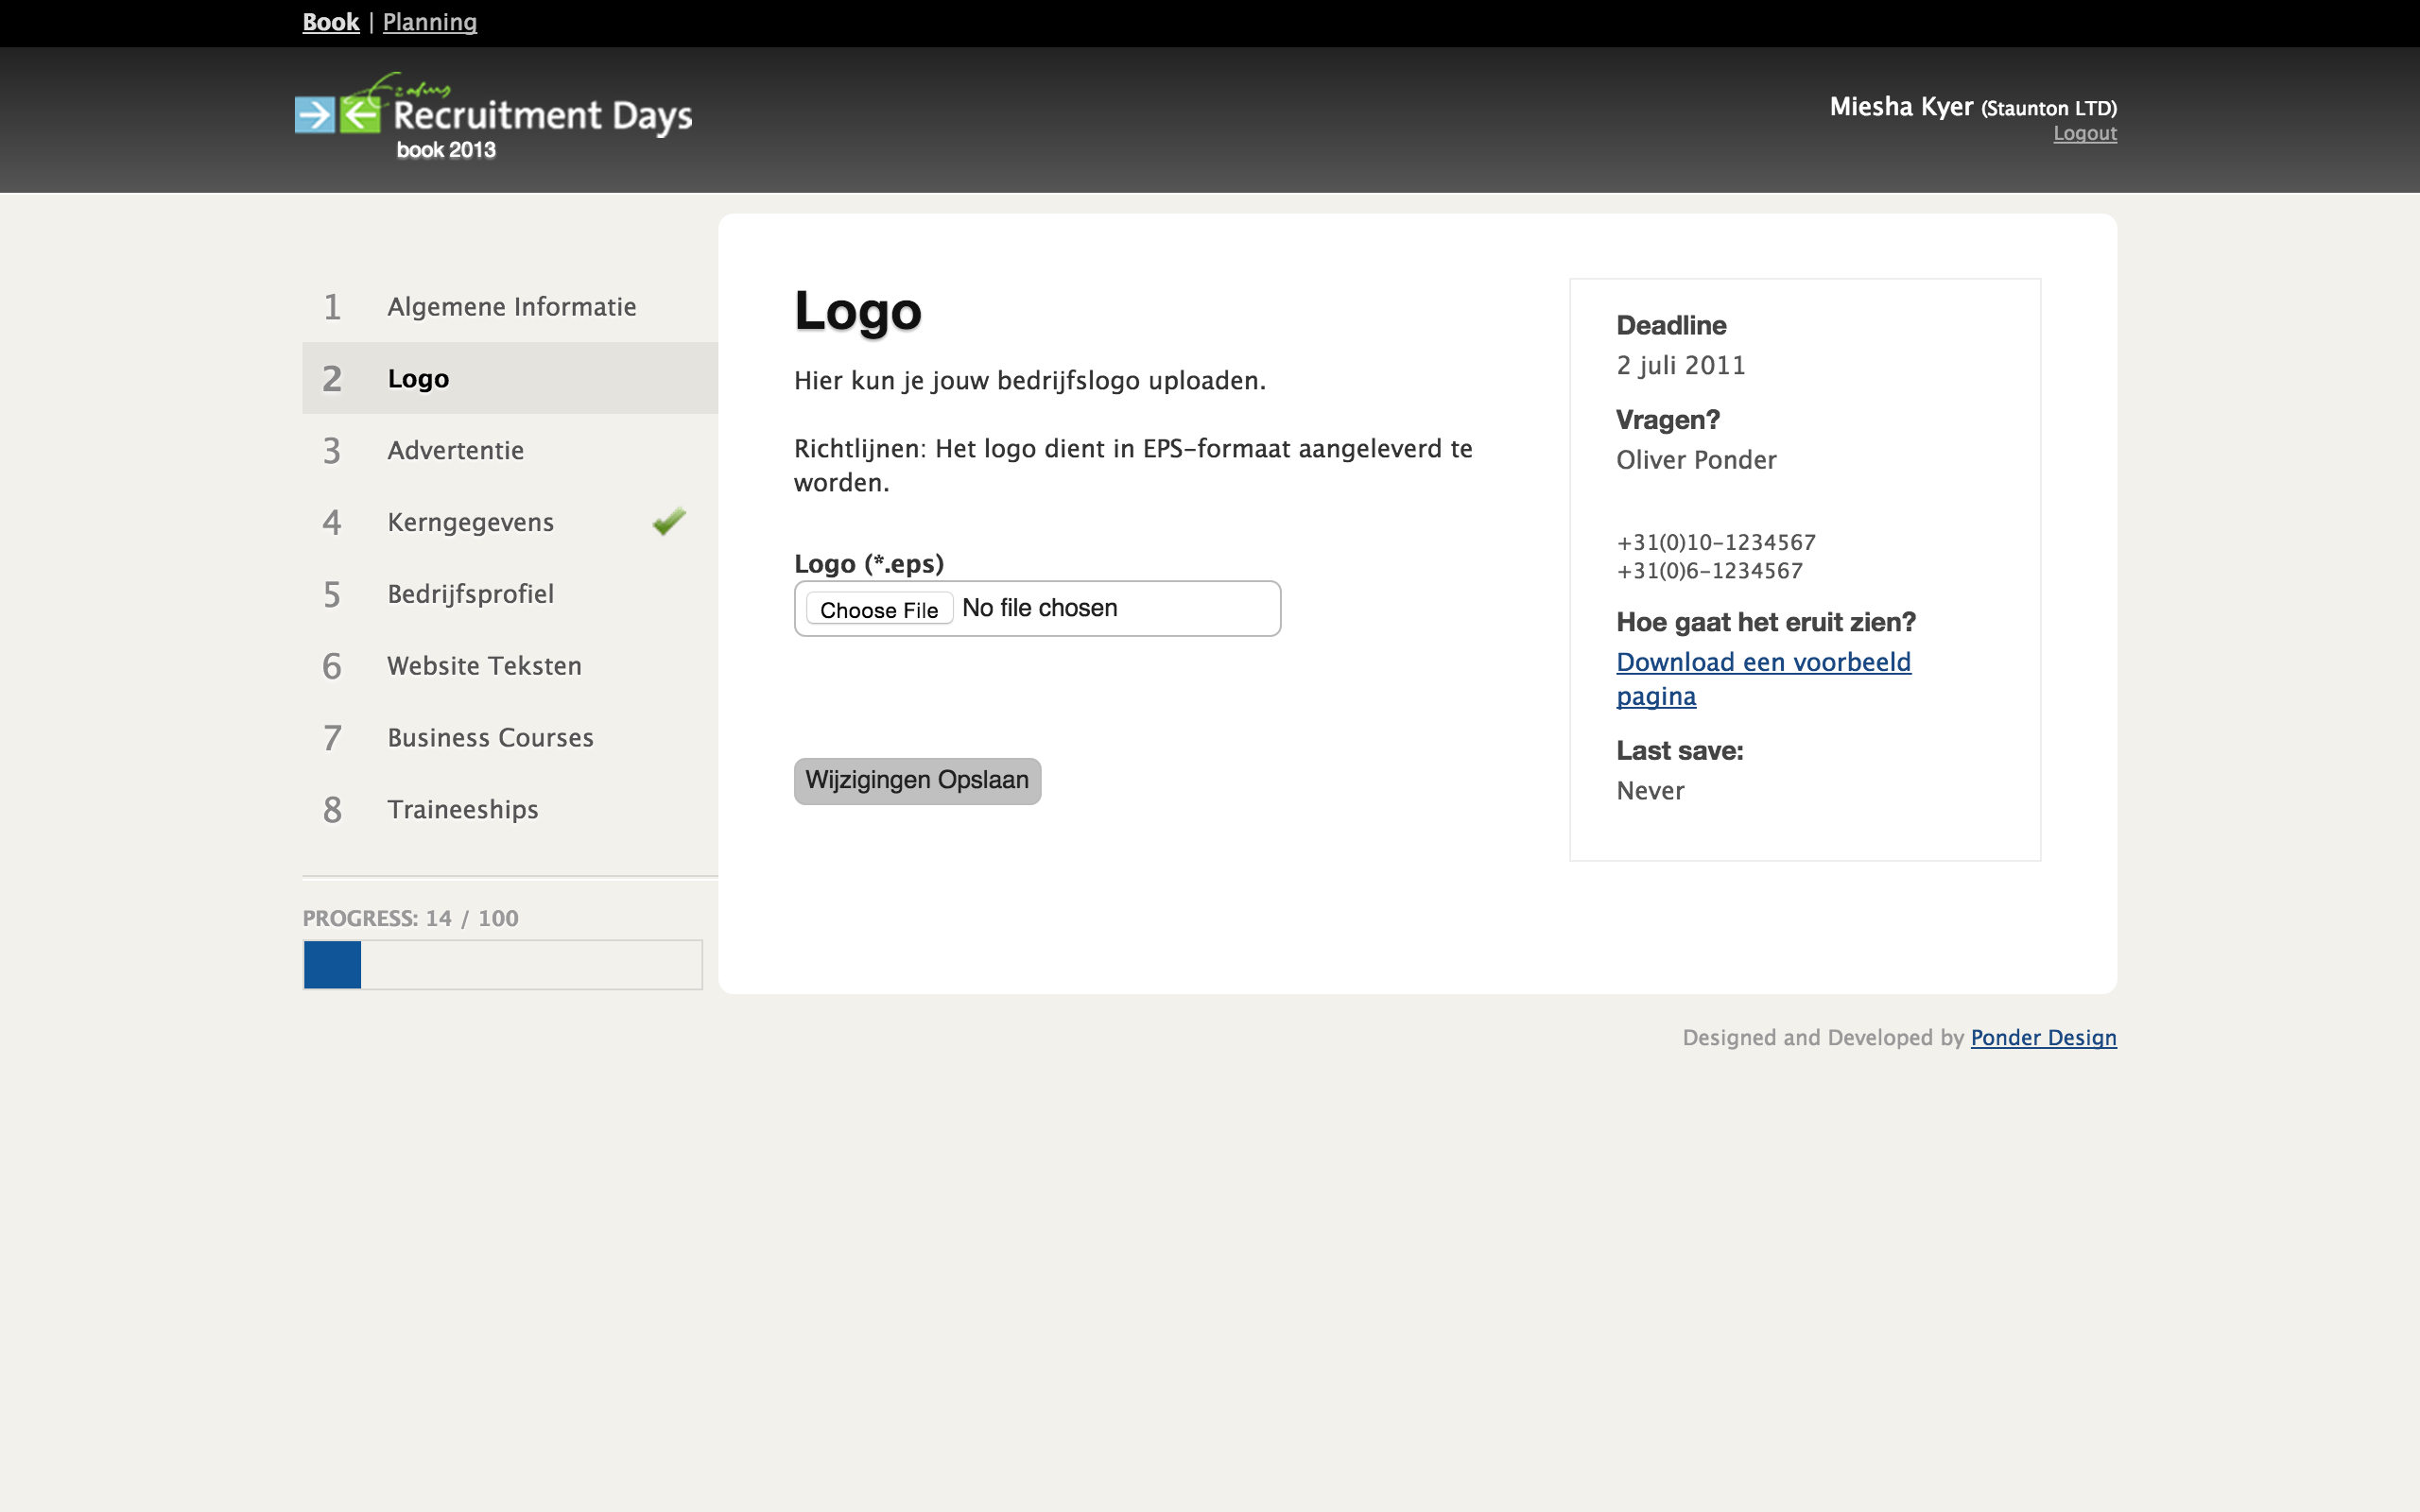 Book | Planning
Recruitment Days
book 2013
Miesha Kyer (Staunton LTD)
Logout
1 Algemene Informatie
2 Logo
3 Advertentie
4 Kerngegevens
5 Bedrijfsprofiel
6 Website Teksten
7 Business Courses
8 Traineeships
PROGRESS: 14 / 100
Logo
Hier kun je jouw bedrijfslogo uploaden.
Richtlijnen: Het logo dient in EPS-formaat aangeleverd te
worden.
Logo (*.eps)
Choose File No file chosen
Wijzigingen Opslaan
Deadline
2 juli 2011
Vragen?
Oliver Ponder
+31(0)10-1234567
+31(0)6-1234567
Hoe gaat het eruit zien?
Download een voorbeeld
pagina
Last save:
Never
Designed and Developed by Ponder Design